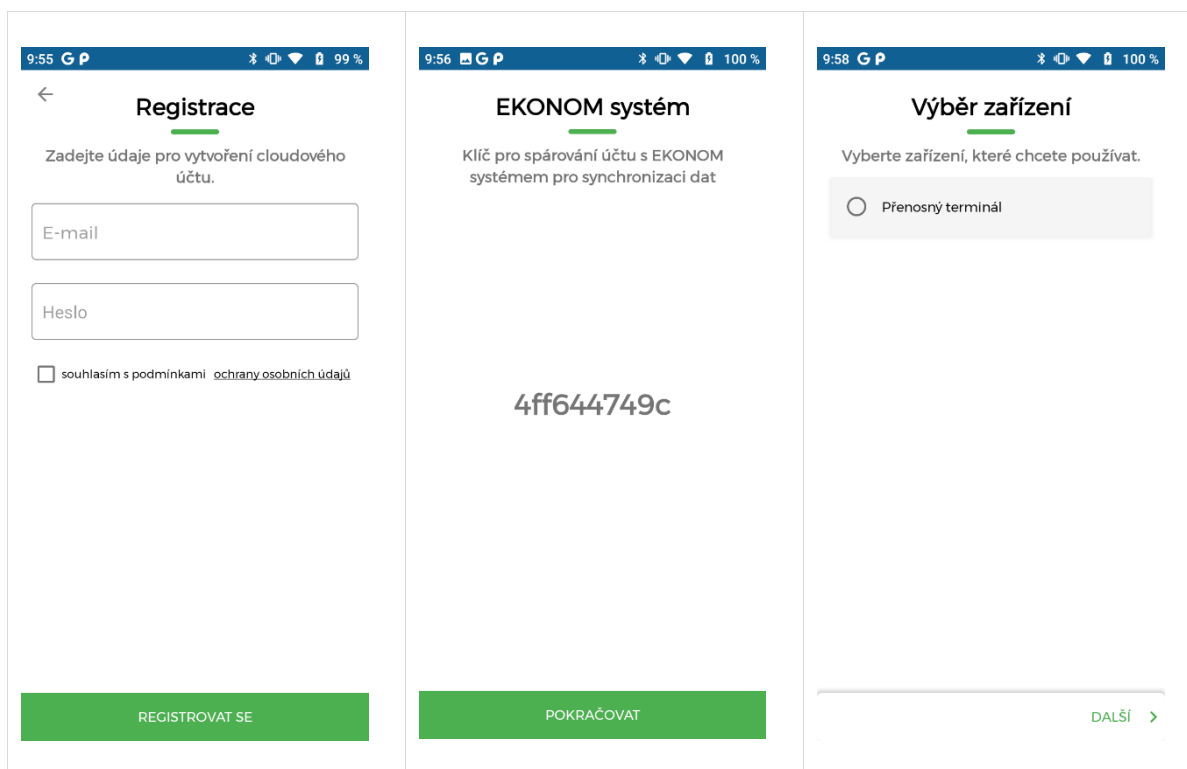 9:55 G P 99 %
Registrace
Zadejte údaje pro vytvoření cloudového
účtu.
E-mail
Heslo
souhlasím s podmínkami ochrany osobních údajů
REGISTROVAT SE
9:56 G P 100 %
EKONOM systém
Klíč pro spárování účtu s EKONOM
systémem pro synchronizaci dat
4ff644749c
POKRAČOVAT
9:58 G P 100 %
Výběr zařízení
Vyberte zařízení, které chcete používat.
Přenosný terminál
DALŠÍ